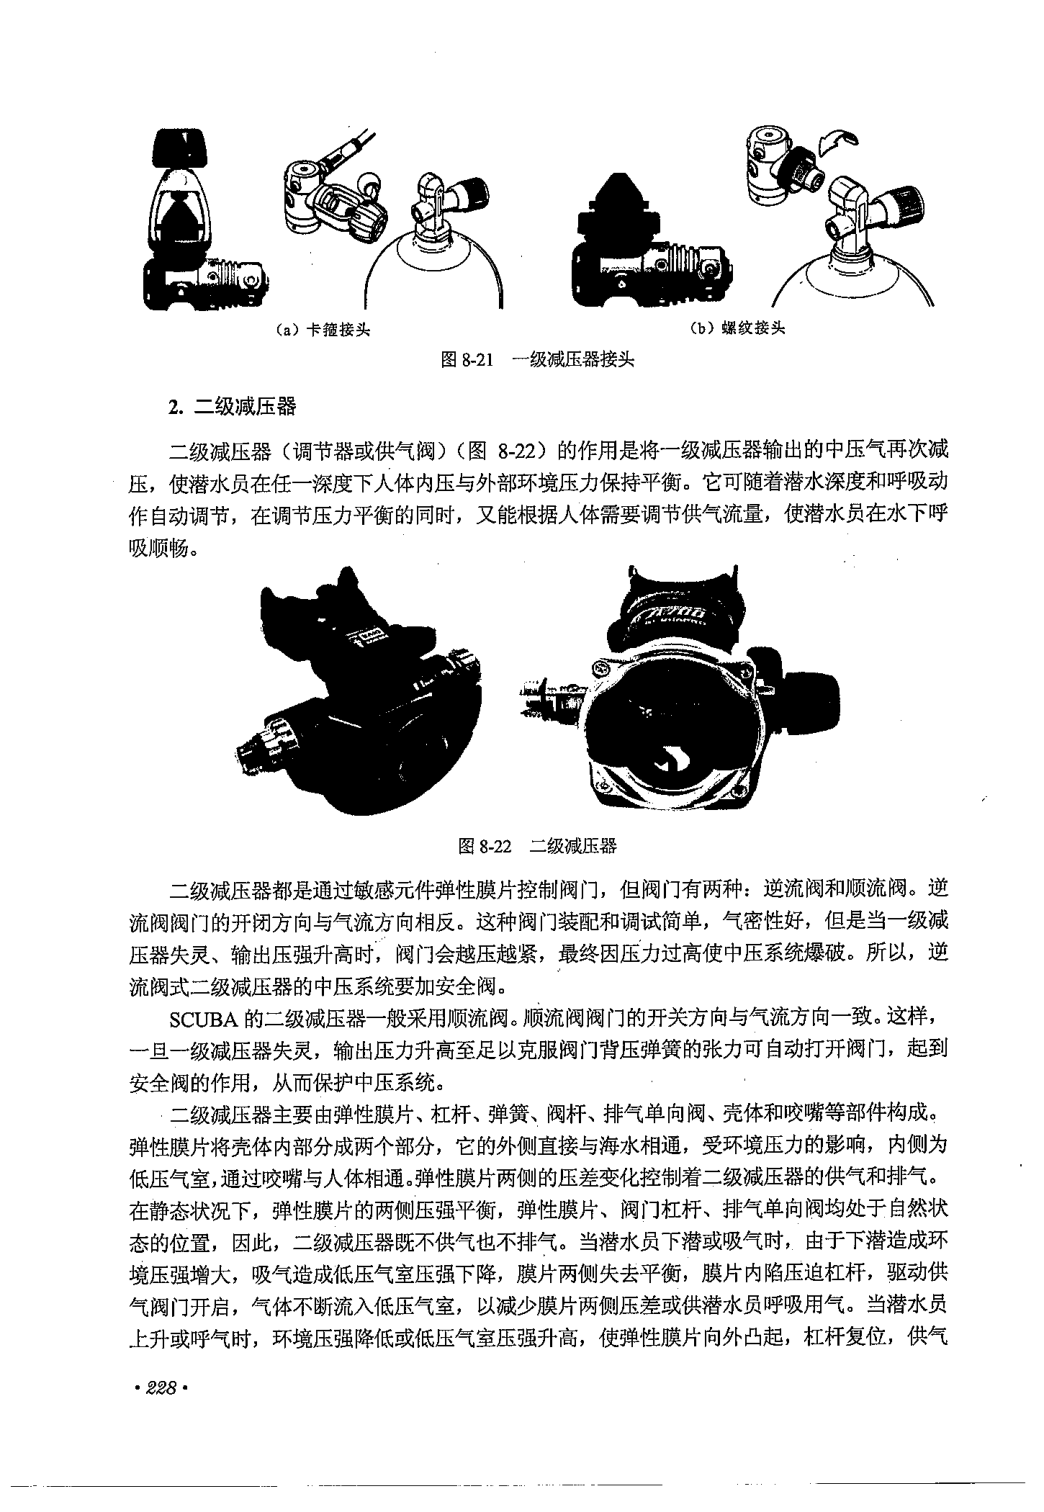 (a) 卡箍接头
(b) 螺纹接头
图 8-21 一级减压器接头
2. 二级减压器
二级减压器（调节器或供气阀）（图 8-22）的作用是将一级减压器输出的中压气再次减
压，使潜水员在任一深度下人体内压与外部环境压力保持平衡。它可随着潜水深度和呼吸动
作自动调节，在调节压力平衡的同时，又能根据人体需要调节供气流量，使潜水员在水下呼
吸顺畅。
图 8-22 二级减压器
二级减压器都是通过敏感元件弹性膜片控制阀门，但阀门有两种：逆流阀和顺流阀。逆
流阀阀门的开闭方向与气流方向相反。这种阀门装配和调试简单，气密性好，但是当一级减
压器失灵、输出压强升高时，阀门会越压越紧，最终因压力过高使中压系统爆破。所以，逆
流阀式二级减压器的中压系统要加安全阀。
SCUBA 的二级减压器一般采用顺流阀。顺流阀阀门的开关方向与气流方向一致。这样，
一旦一级减压器失灵，输出压力升高至足以克服阀门背压弹簧的张力可自动打开阀门，起到
安全阀的作用，从而保护中压系统。
二级减压器主要由弹性膜片、杠杆、弹簧、阀杆、排气单向阀、壳体和咬嘴等部件构成。
弹性膜片将壳体内部分成两个部分，它的外侧直接与海水相通，受环境压力的影响，内侧为
低压气室，通过咬嘴与人体相通。弹性膜片两侧的压差变化控制着二级减压器的供气和排气。
在静态状况下，弹性膜片的两侧压强平衡，弹性膜片、阀门杠杆、排气单向阀均处于自然状
态的位置，因此，二级减压器既不供气也不排气。当潜水员下潜或吸气时，由于下潜造成环
境压强增大，吸气造成低压气室压强下降，膜片两侧失去平衡，膜片内陷压迫杠杆，驱动供
气阀门开启，气体不断流入低压气室，以减少膜片两侧压差或供潜水员呼吸用气。当潜水员
上升或呼气时，环境压强降低或低压气室压强升高，使弹性膜片向外凸起，杠杆复位，供气
·228·